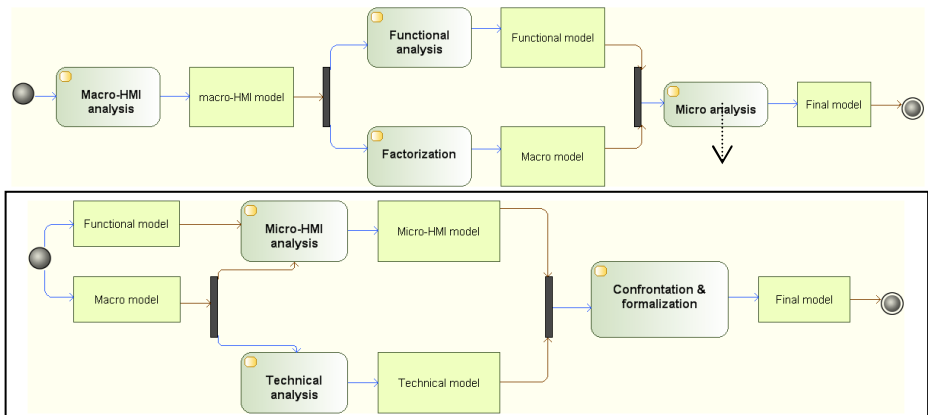 Macro-HMI
analysis
macro-HMI model
Functional
analysis
Functional model
Factorization
Macro model
Micro analysis
Final model
Functional model
Macro model
Micro-HMI
analysis
Micro-HMI model
Technical
analysis
Technical model
Confrontation &
formalization
Final model